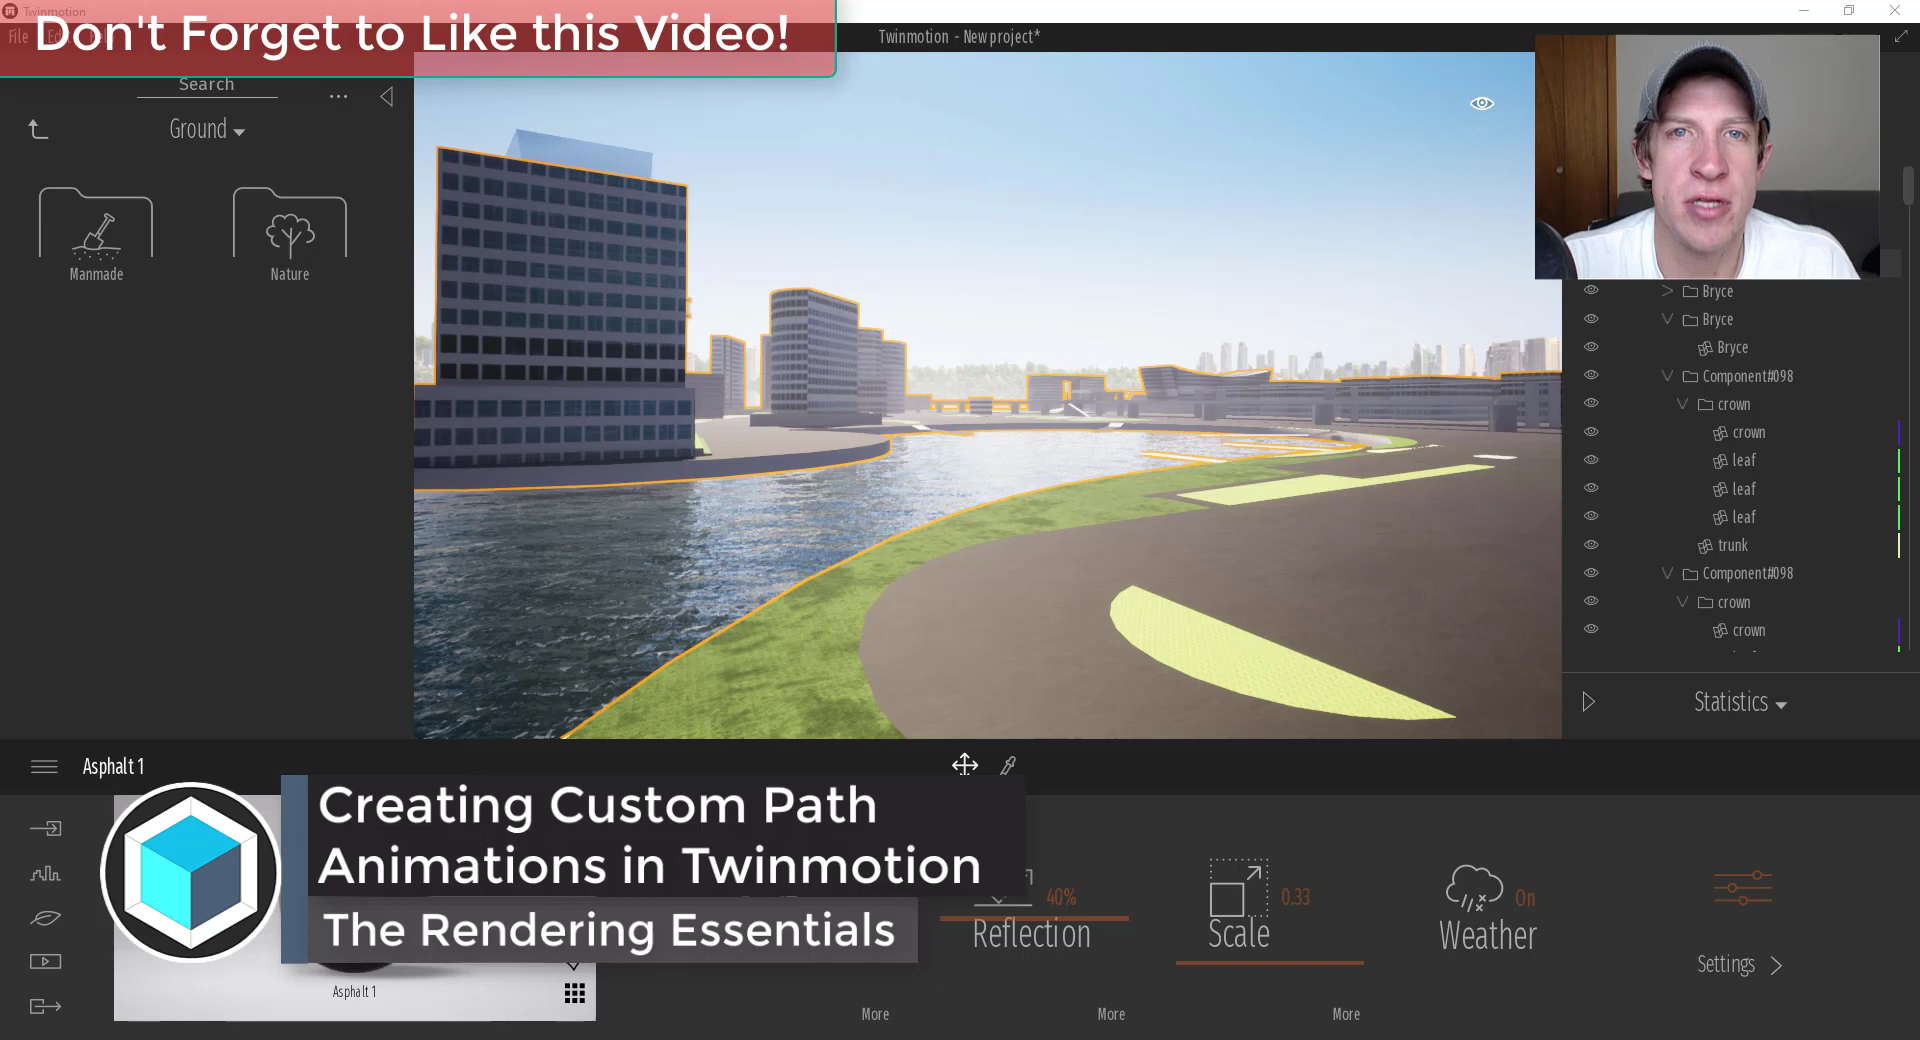 Twinmotion
Don't Forget to Like this Video!
File
Twinmotion - New project*
Search
Ground
Manmade
Nature
Bryce
Bryce
Bryce
Component#098
crown
crown
leaf
leaf
leaf
trunk
Component#098
crown
crown
Statistics
Asphalt 1
Creating Custom Path
Animations in Twinmotion
The Rendering Essentials
Asphalt 1
40%
Reflection
0.33
Scale
On
Weather
Settings
More
More
More